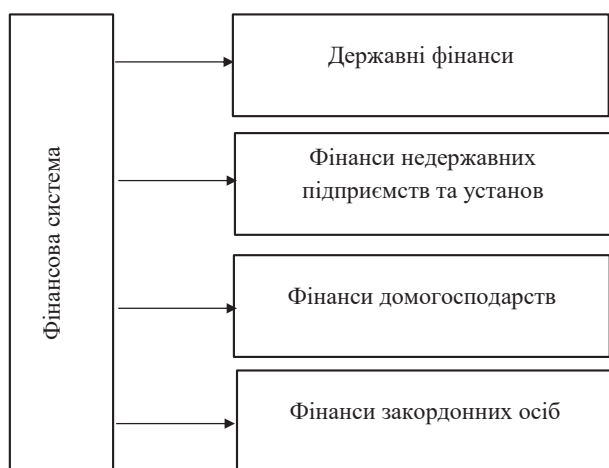 Фінансова система
Державні фінанси
Фінанси недержавних
підприємств та установ
Фінанси домогосподарств
Фінанси закордонних осіб